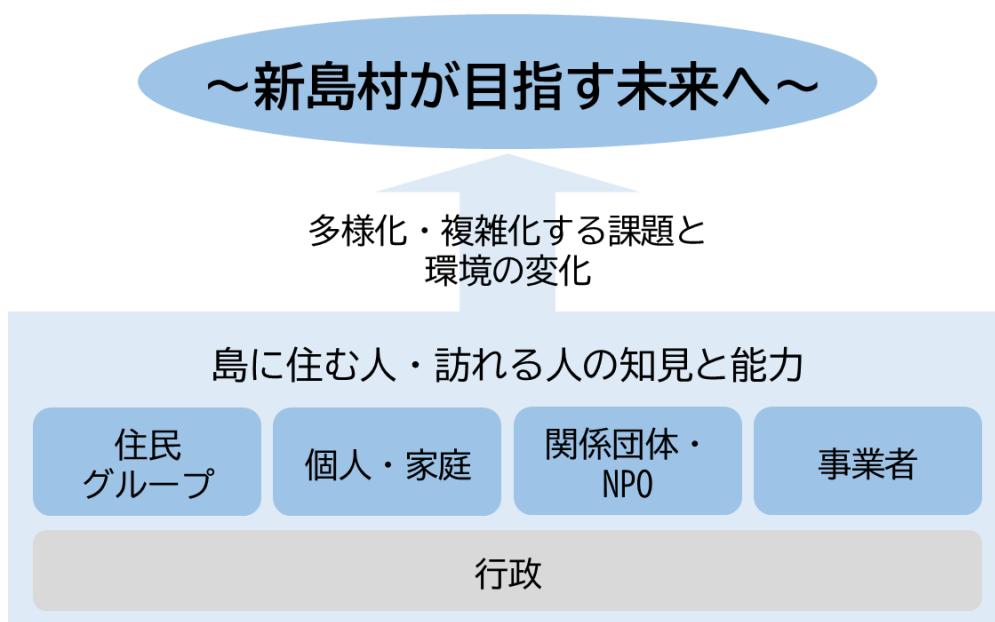 ～新島村が目指す未来へ～
多様化・複雑化する課題と
環境の変化
島に住む人・訪れる人の知見と能力
住民
グループ
個人・家庭
関係団体・
NPO
事業者
行政